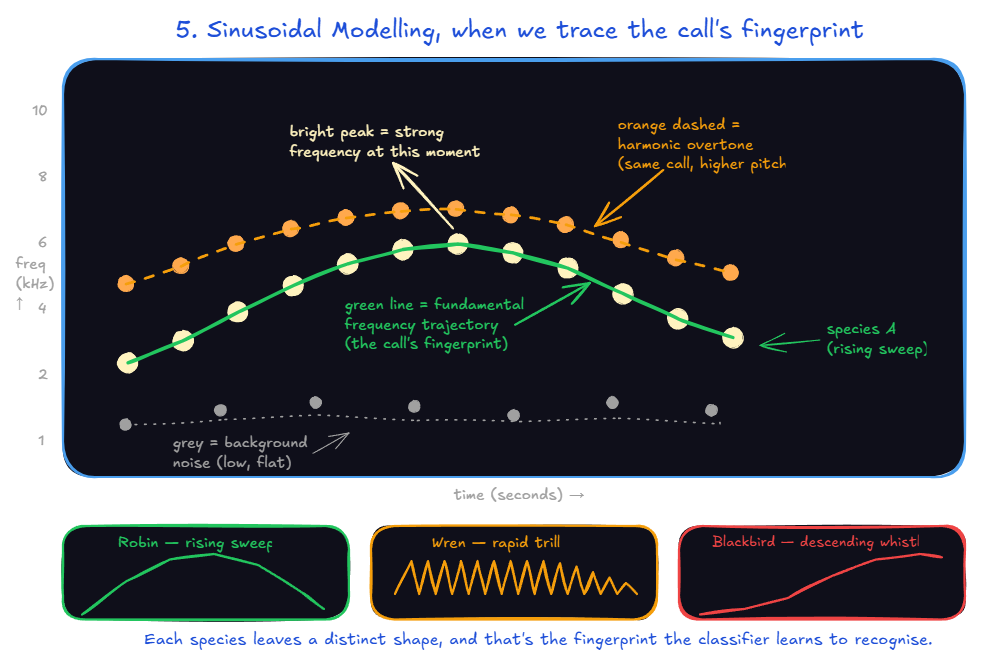 5. Sinusoidal Modelling, when we trace the call's fingerprint
10
8
6
freq
(kHz)
↑
4
2
1
bright peak = strong
frequency at this moment
orange dashed =
harmonic overtone
(same call, higher pitch
green line = fundamental
frequency trajectory
(the call's fingerprint)
species A
(rising sweep)
grey = background
noise (low, flat)
time (seconds) →
Robin — rising sweep
Wren — rapid trill
Blackbird — descending whistl
Each species leaves a distinct shape, and that's the fingerprint the classifier learns to recognise.